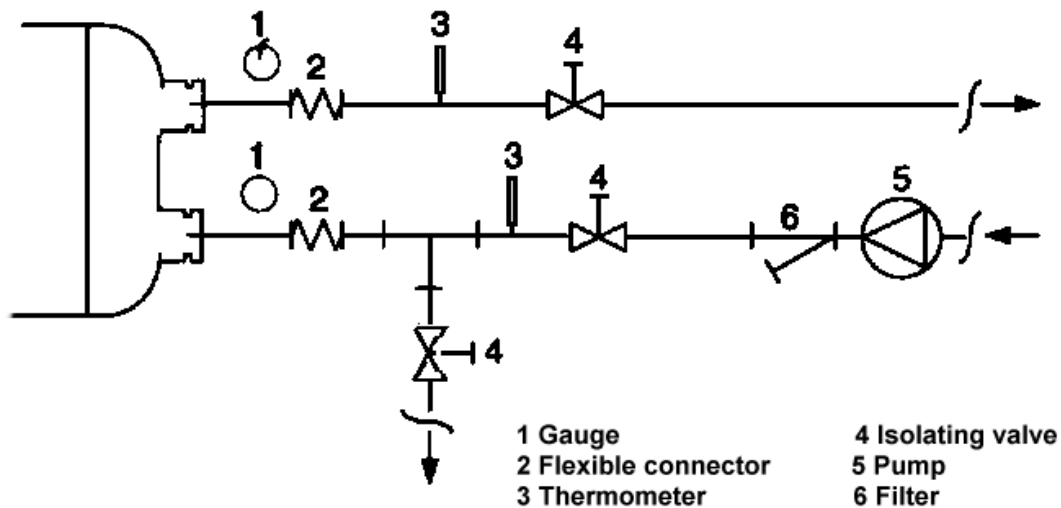 1
2
3
4
1
2
3
4
5
6
4
1 Gauge
2 Flexible connector
3 Thermometer
4 Isolating valve
5 Pump
6 Filter